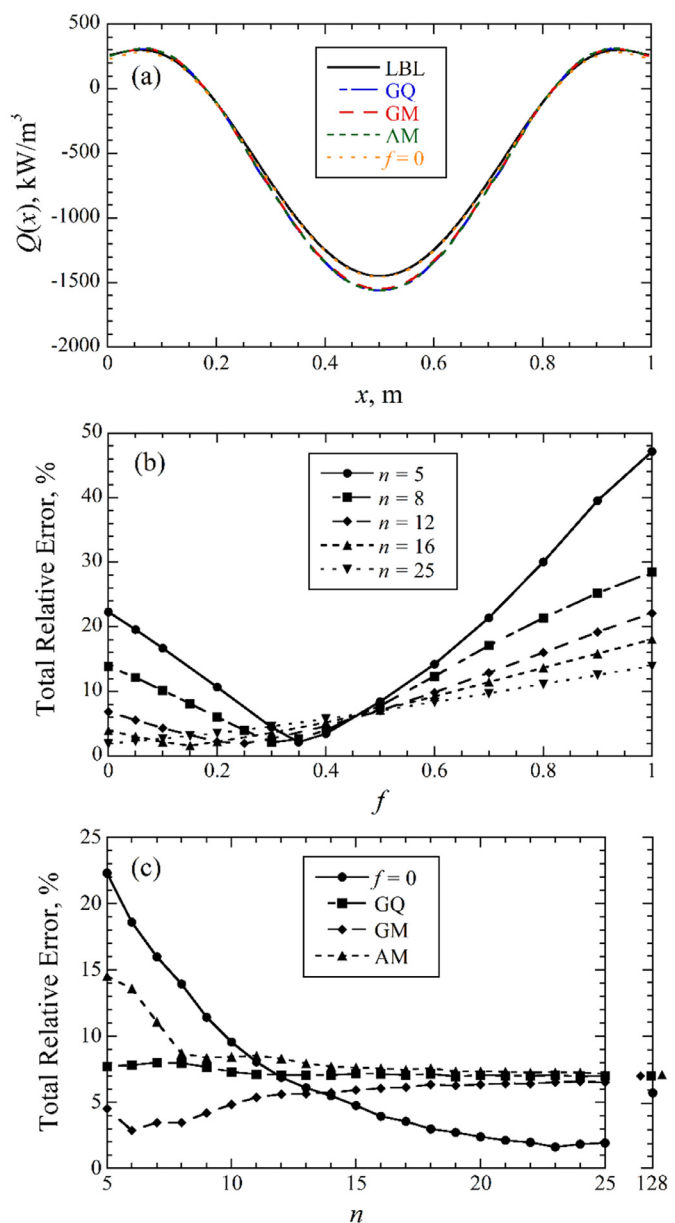 500
0
-500
-1000
-1500
-2000
Q(x), kW/m³
(a)
LBL
GQ
GM
AM
f = 0
0 0.2 0.4 0.6 0.8 1
x, m
50
40
30
20
10
0
Total Relative Error, %
(b)
n = 5
n = 8
n = 12
n = 16
n = 25
0 0.2 0.4 0.6 0.8 1
f
25
20
15
10
5
0
Total Relative Error, %
(c)
f = 0
GQ
GM
AM
5 10 15 20 25 128
n